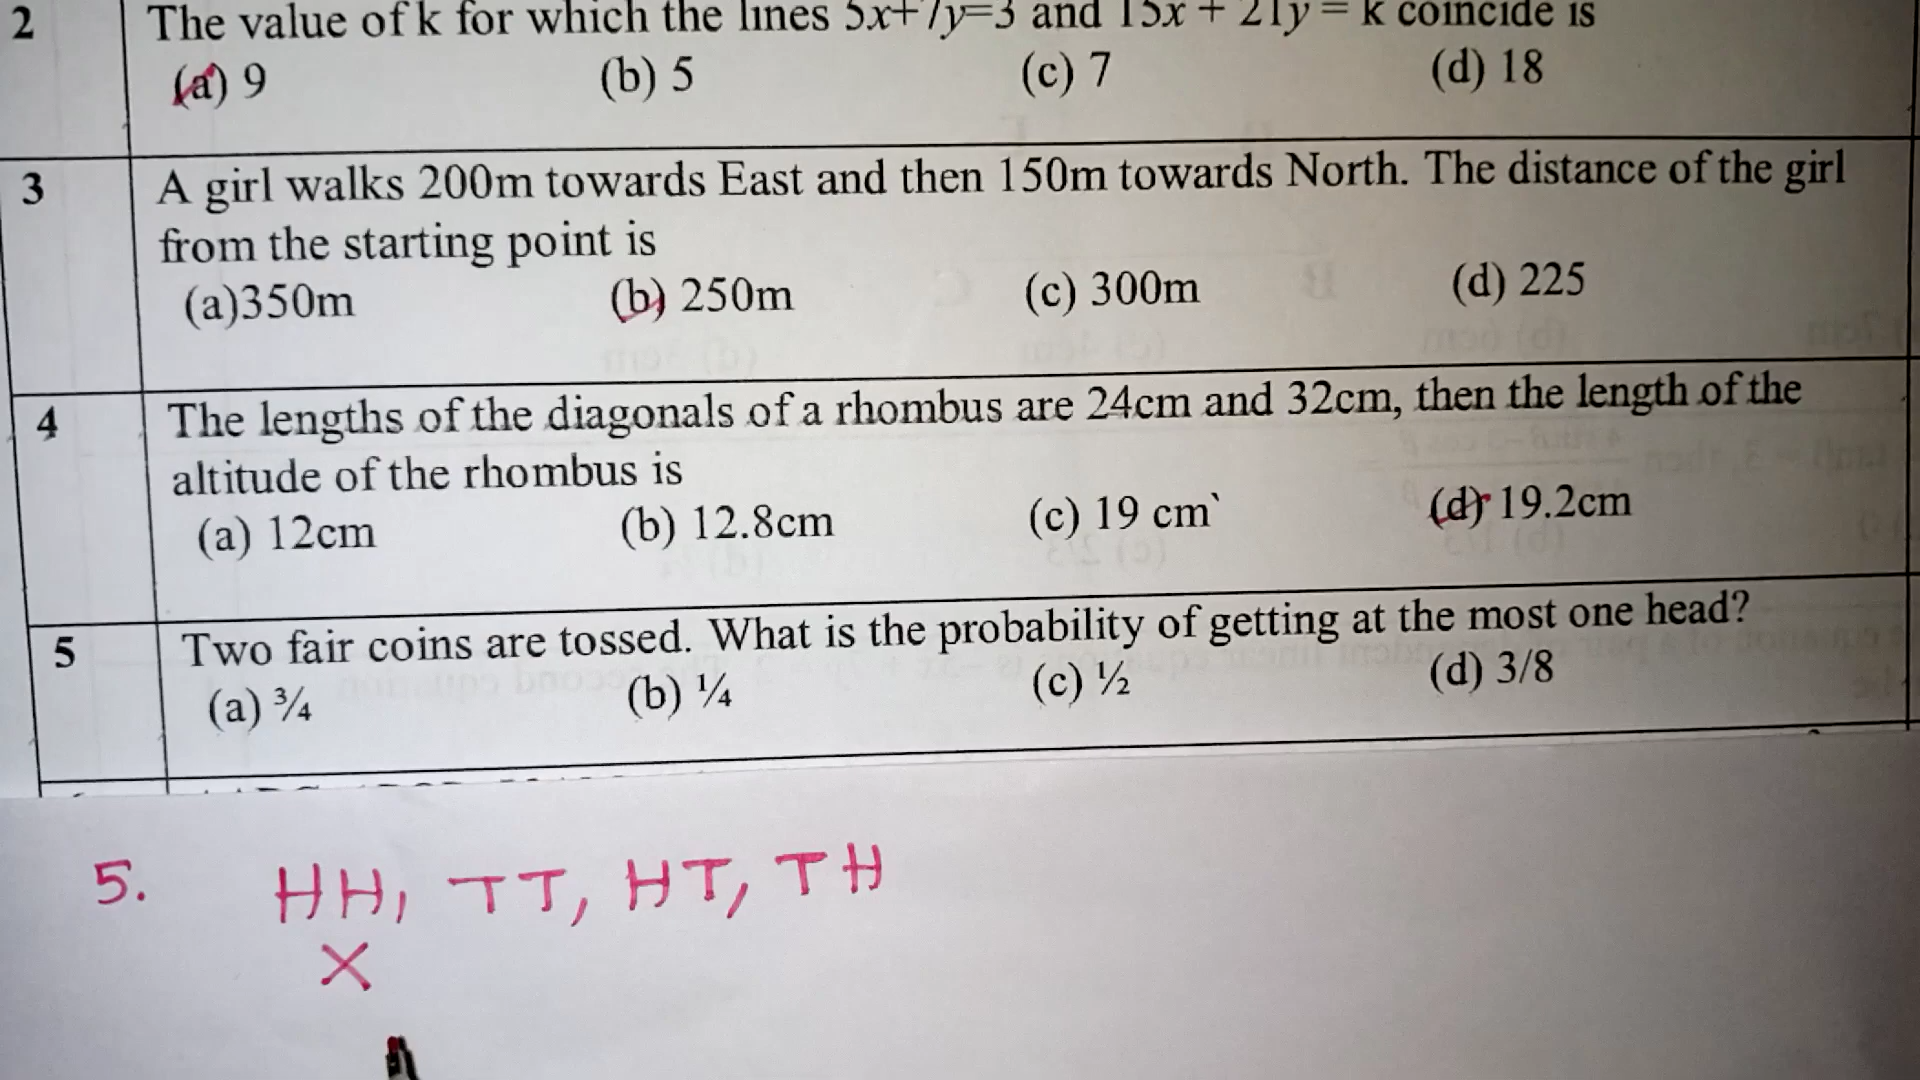 2 The value of k for which the lines 5x+7y=3 and 15x + 21y = k coincide is
(a) 9 (b) 5 (c) 7 (d) 18
3 A girl walks 200m towards East and then 150m towards North. The distance of the girl
from the starting point is
(a)350m (b) 250m (c) 300m (d) 225
4 The lengths of the diagonals of a rhombus are 24cm and 32cm, then the length of the
altitude of the rhombus is
(a) 12cm (b) 12.8cm (c) 19 cm` (d) 19.2cm
5 Two fair coins are tossed. What is the probability of getting at the most one head?
(a) ¾ (b) ¼ (c) ½ (d) 3/8
5. HH, TT, HT, TH
X